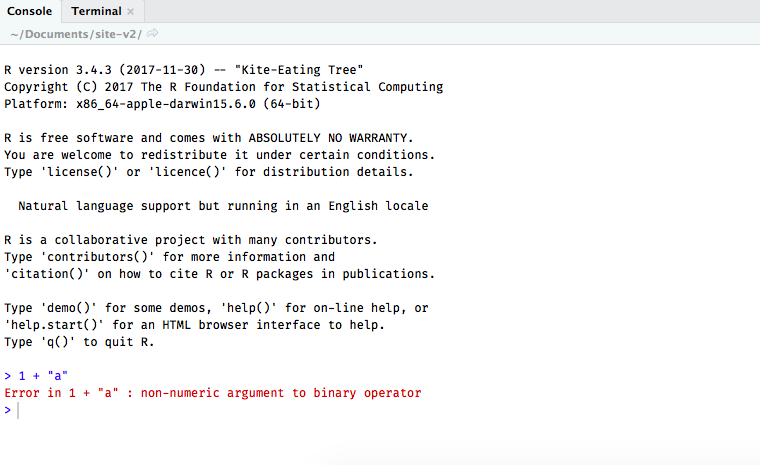 Console Terminal ×
~/Documents/site-v2/
R version 3.4.3 (2017-11-30) -- "Kite-Eating Tree"
Copyright (C) 2017 The R Foundation for Statistical Computing
Platform: x86_64-apple-darwin15.6.0 (64-bit)
R is free software and comes with ABSOLUTELY NO WARRANTY.
You are welcome to redistribute it under certain conditions.
Type 'license()' or 'licence()' for distribution details.
Natural language support but running in an English locale
R is a collaborative project with many contributors.
Type 'contributors()' for more information and
'citation()' on how to cite R or R packages in publications.
Type 'demo()' for some demos, 'help()' for on-line help, or
'help.start()' for an HTML browser interface to help.
Type 'q()' to quit R.
> 1 + "a"
Error in 1 + "a" : non-numeric argument to binary operator
>